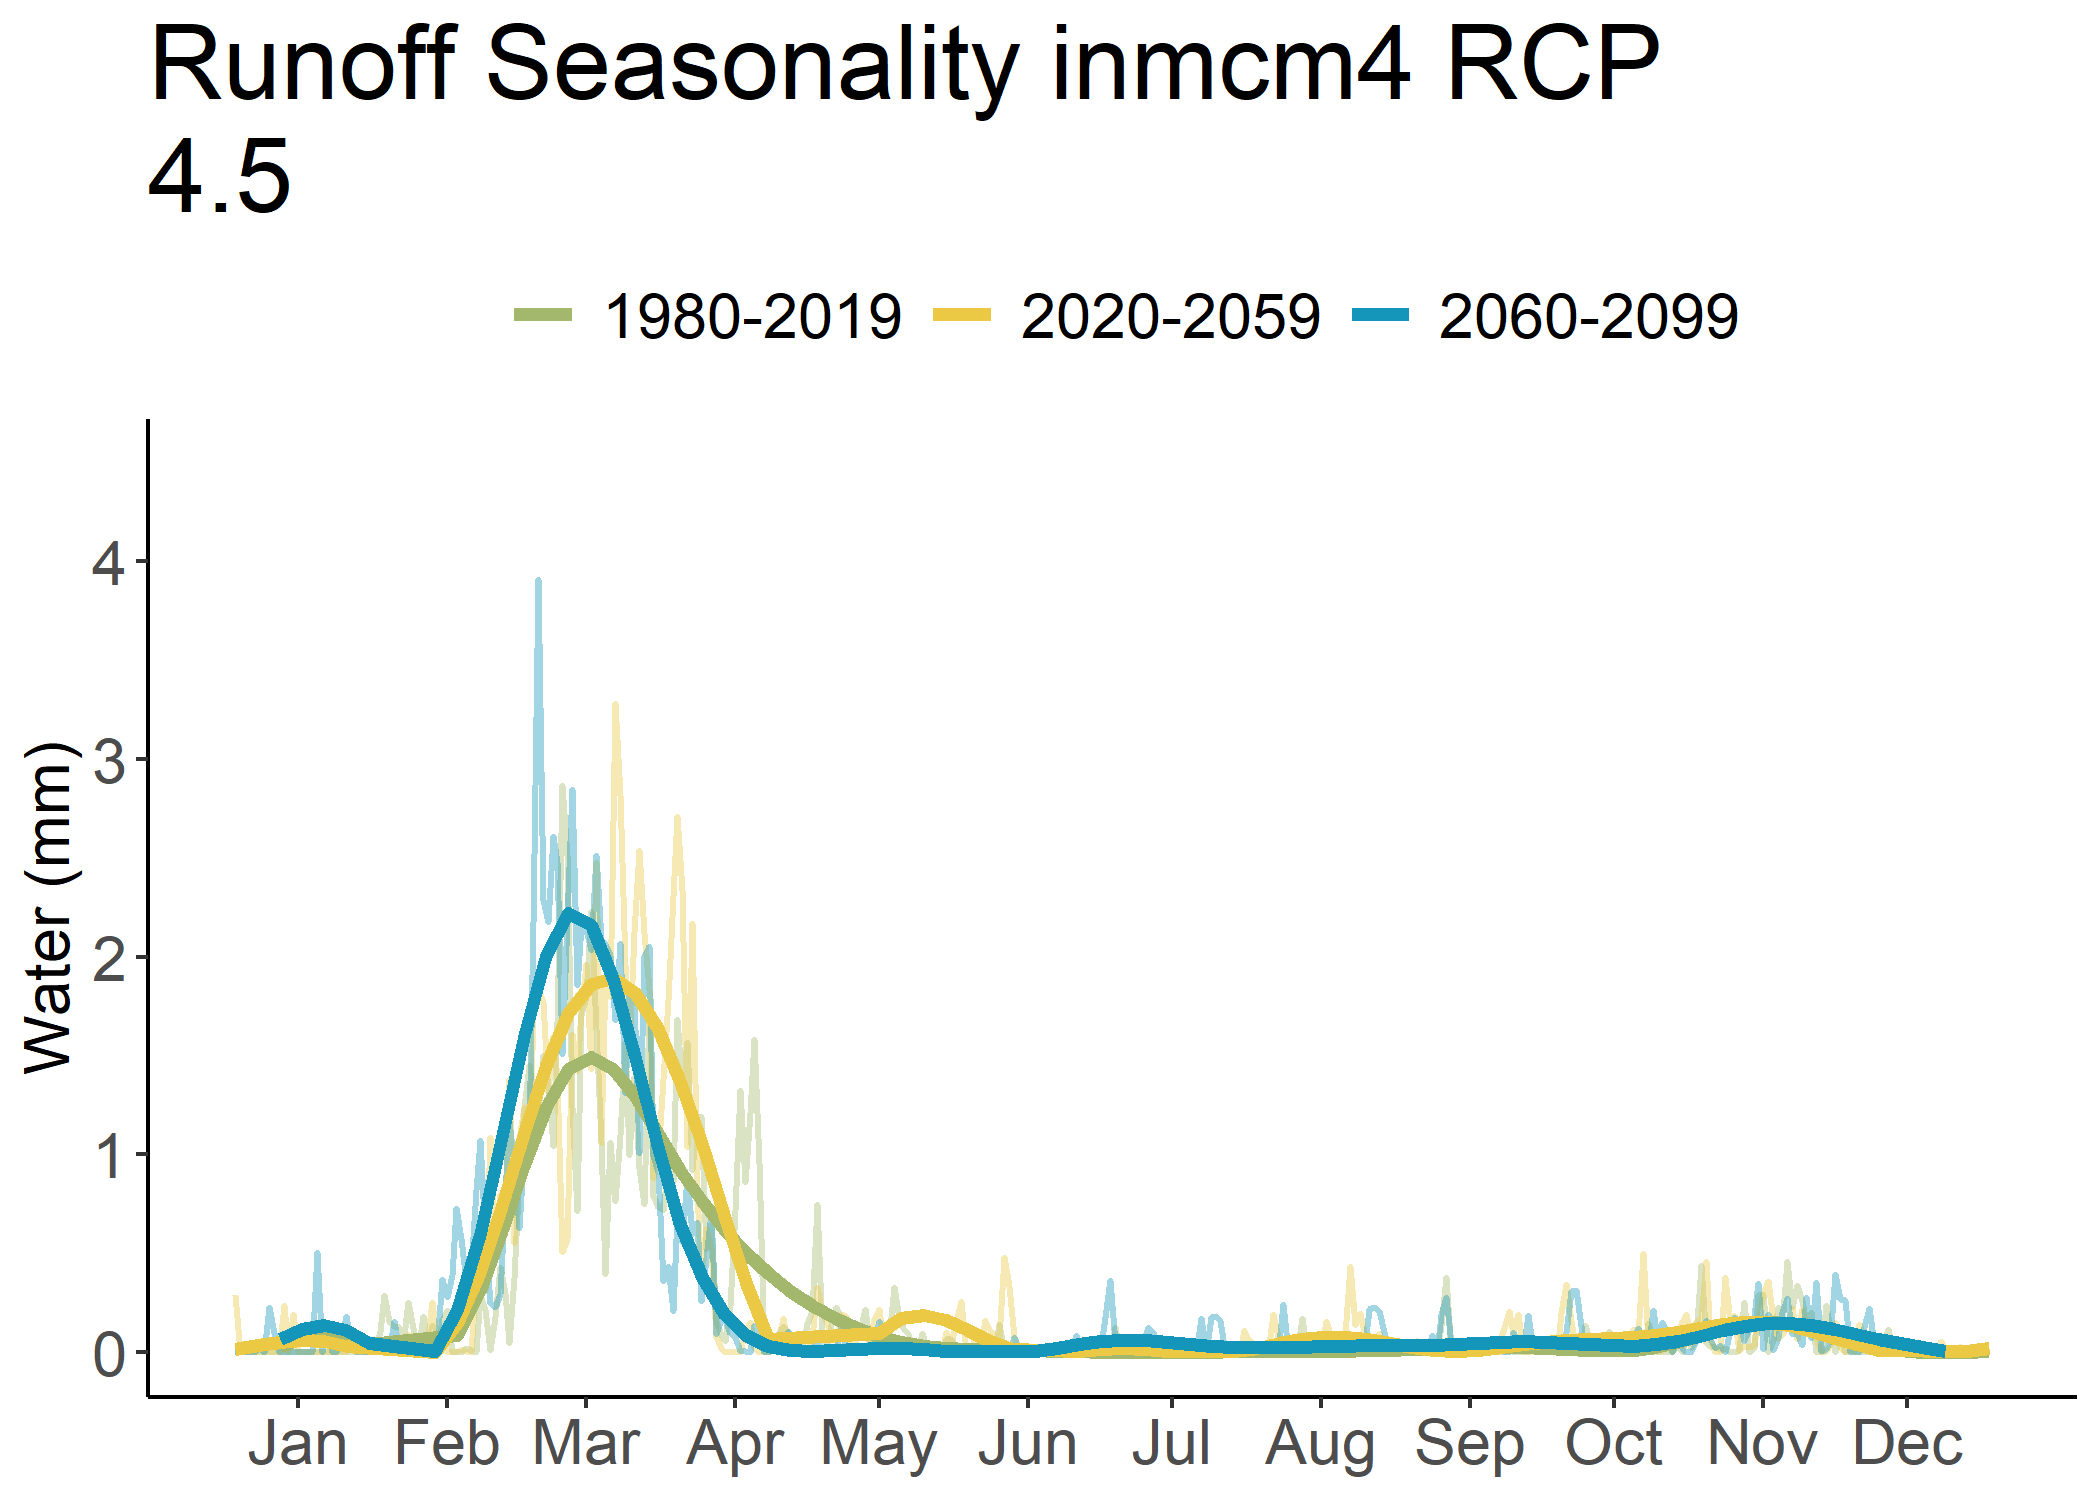 Runoff Seasonality inmcm4 RCP
4.5
1980-2019 2020-2059 2060-2099
Water (mm)
4
3
2
1
0
Jan Feb Mar Apr May Jun Jul Aug Sep Oct Nov Dec